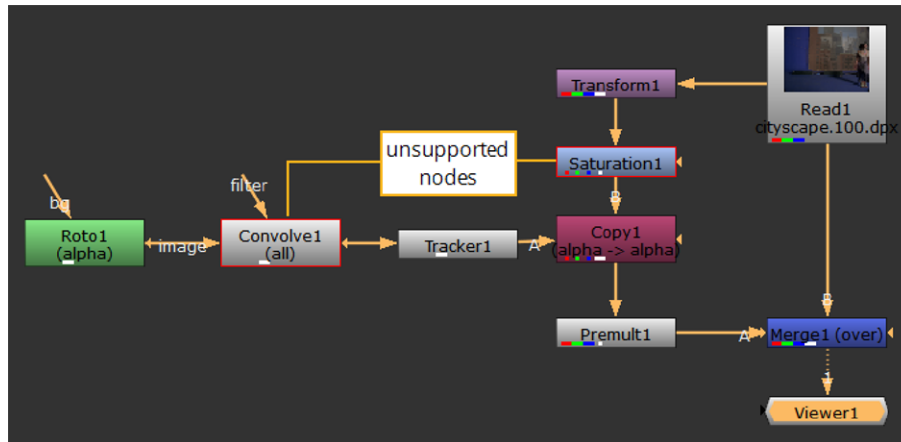 Transform1
Read1
cityscape.100.dpx
unsupported
nodes
Saturation1
filter
bg
B
Roto1
(alpha)
image
Convolve1
(all)
Tracker1
A
Copy1
(alpha -> alpha)
B
Premult1
A
Merge1 (over)
1
Viewer1